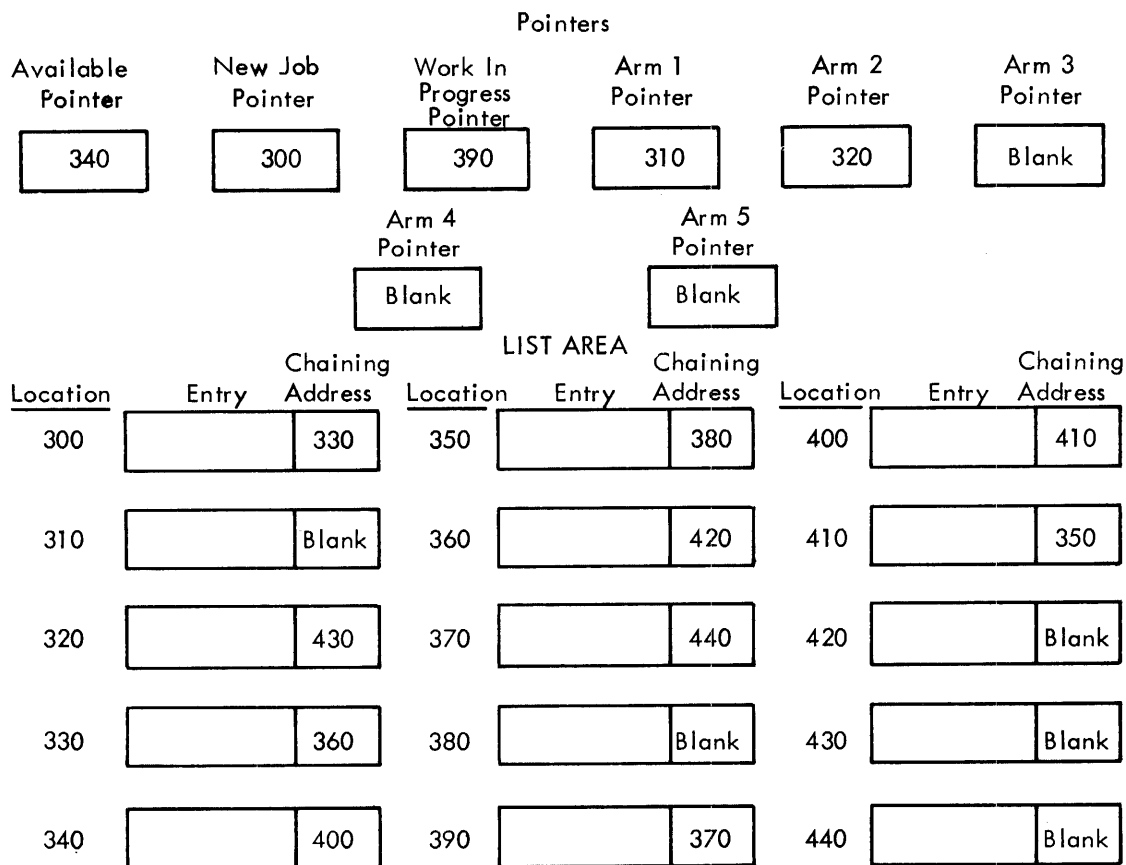 Pointers
Available Pointer
New Job Pointer
Work In Progress Pointer
Arm 1 Pointer
Arm 2 Pointer
Arm 3 Pointer
340 300 390 310 320 Blank
Arm 4 Pointer
Arm 5 Pointer
Blank Blank
LIST AREA
Location Entry Chaining Address Location Entry Chaining Address Location Entry Chaining Address
300 330 350 380 400 410
310 Blank 360 420 410 350
320 430 370 440 420 Blank
330 360 380 Blank 430 Blank
340 400 390 370 440 Blank